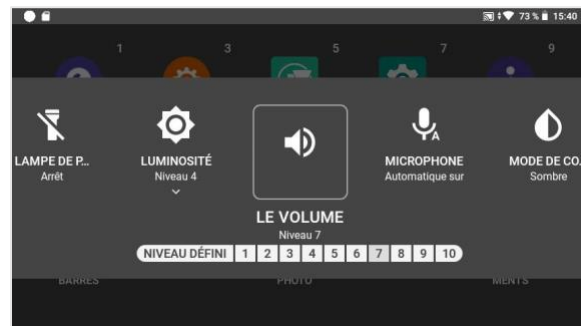 73 % 15:40
1 3 5 7 9
LAMPE DE P... LUMINOSITÉ MICROPHONE MODE DE CO.
Arrêt Niveau 4 Automatique sur Sombre
A
LE VOLUME
Niveau 7
NIVEAU DÉFINI 1 2 3 4 5 6 7 8 9 10
BARRES PHOTO MENTS